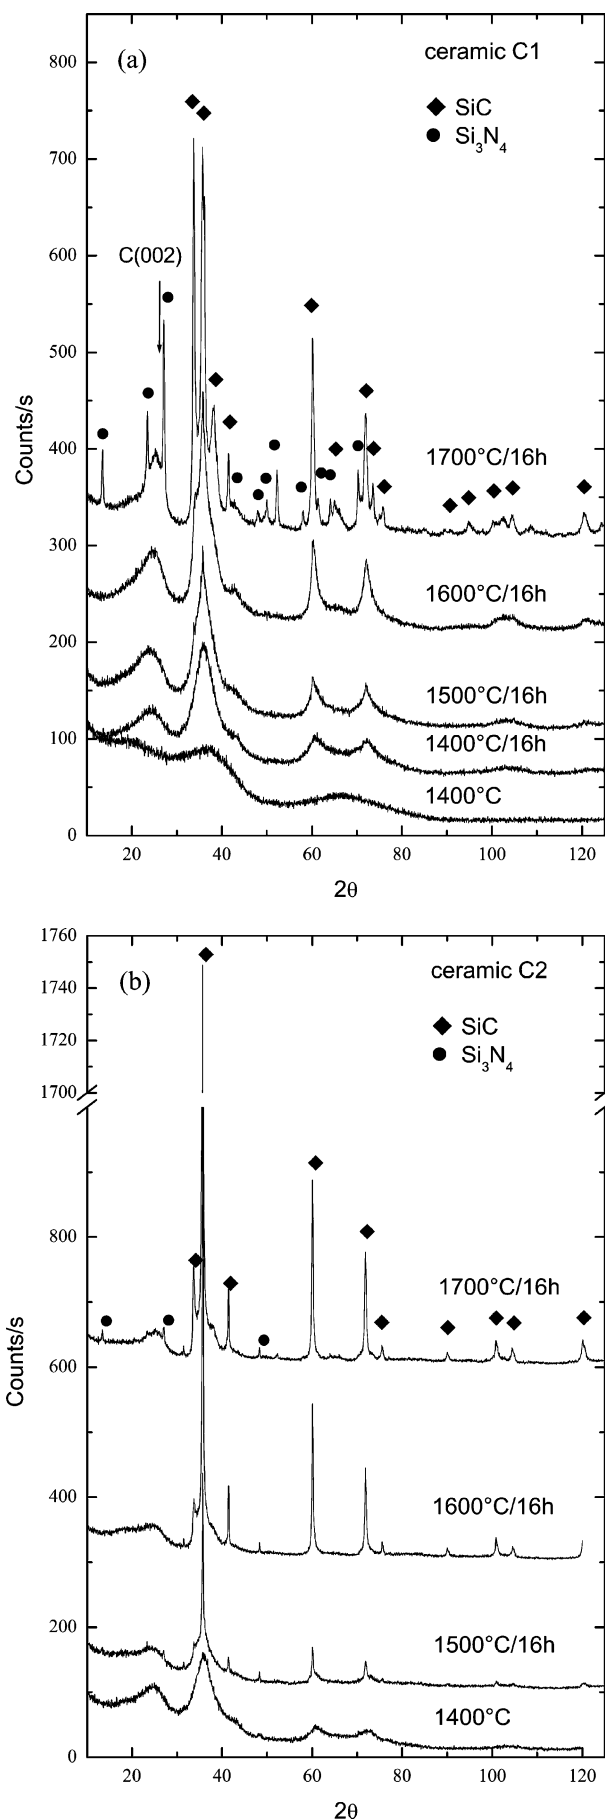 (a)
ceramic C1
◆ SiC
● Si₃N₄
C(002)
800
700
600
500
400
300
200
100
0
Counts/s
1700°C/16h
1600°C/16h
1500°C/16h
1400°C/16h
1400°C
20 40 60 80 100 120
2θ
(b)
ceramic C2
◆ SiC
● Si₃N₄
1760
1740
1720
1700
800
600
400
200
0
Counts/s
1700°C/16h
1600°C/16h
1500°C/16h
1400°C
20 40 60 80 100 120
2θ